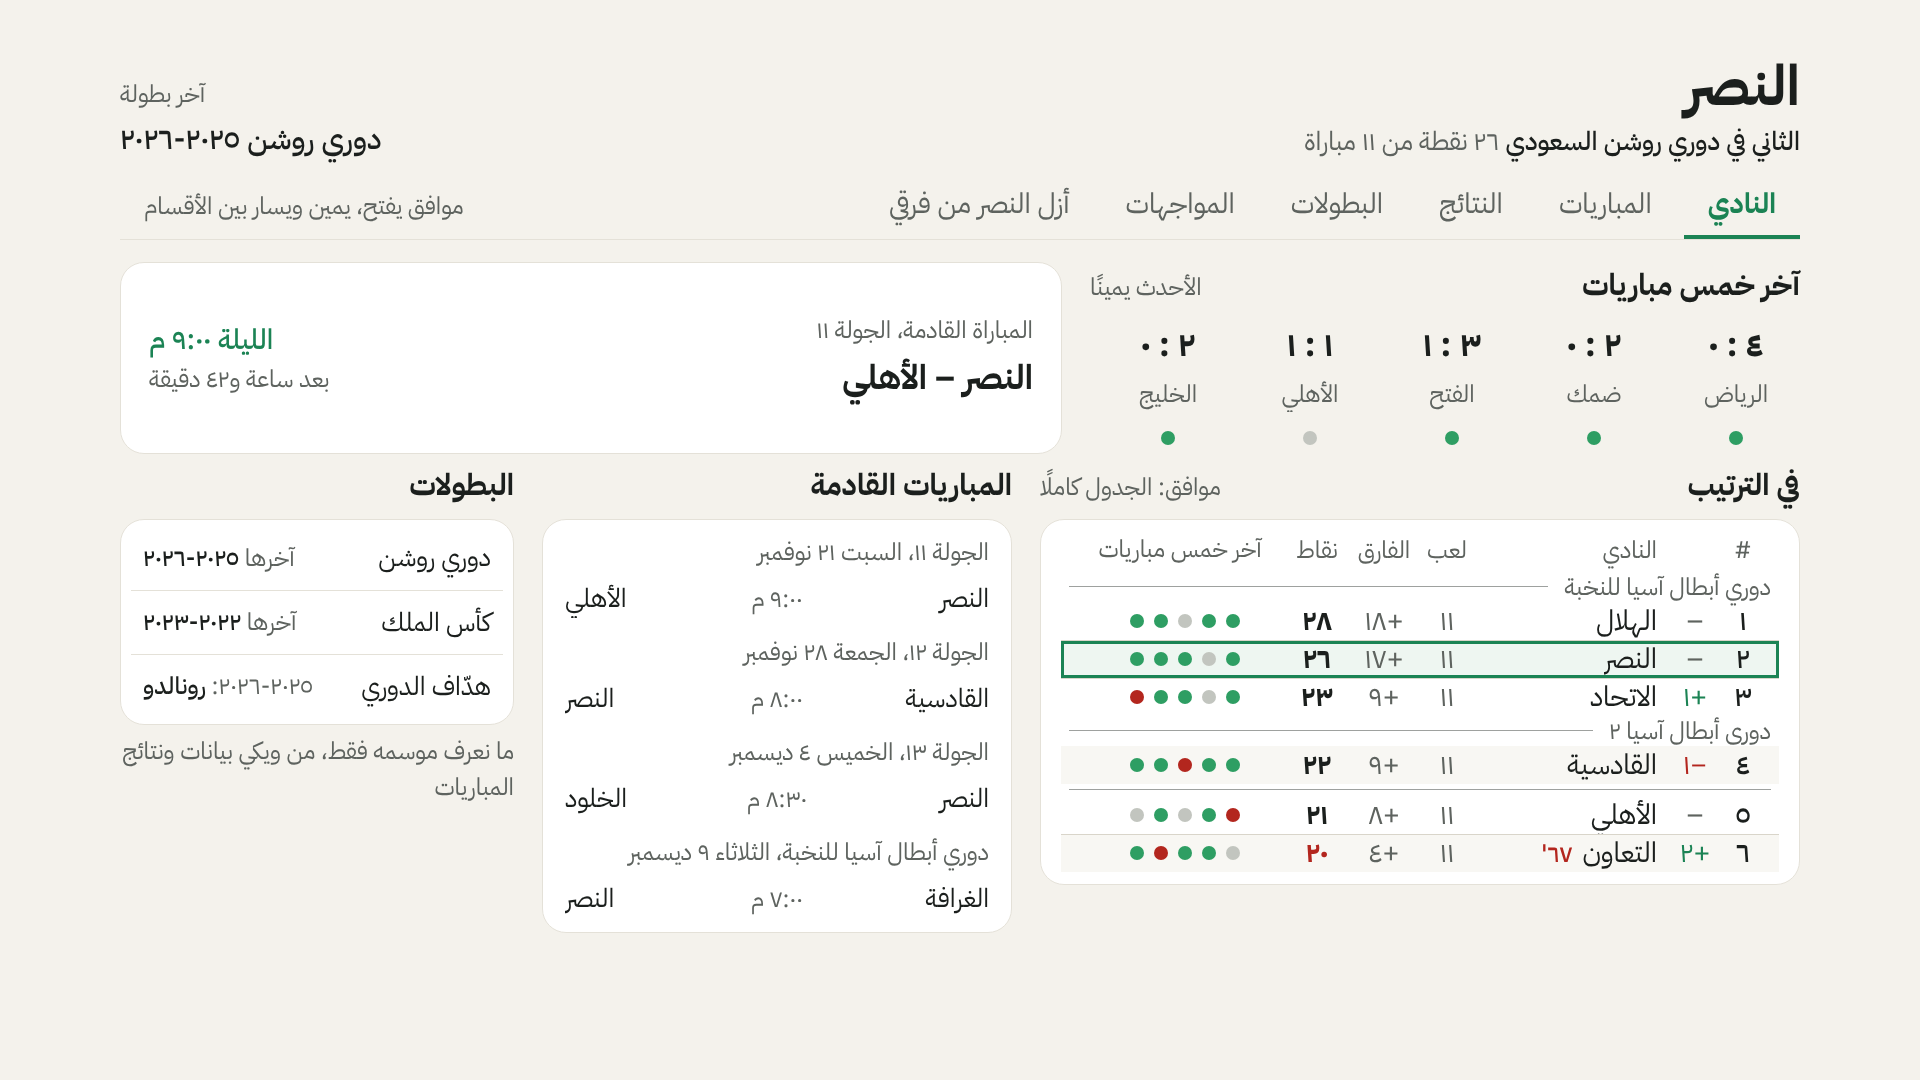 النصر
الثاني في دوري روشن السعودي ٢٦ نقطة من ١١ مباراة
آخر بطولة
دوري روشن ٢٠٢٥-٢٠٢٦
النادي
المباريات
النتائج
البطولات
المواجهات
أزل النصر من فرقي
موافق يفتح، يمين ويسار بين الأقسام
آخر خمس مباريات
الأحدث يمينًا
٤ : ٠
٢ : ٠
٣ : ١
١ : ١
٢ : ٠
الرياض
ضمك
الفتح
الأهلي
الخليج
المباراة القادمة، الجولة ١١
النصر – الأهلي
الليلة ٩:٠٠ م
بعد ساعة و٤٢ دقيقة
في الترتيب
موافق: الجدول كاملًا
# النادي لعب الفارق نقاط آخر خمس مباريات
دوري أبطال آسيا للنخبة
١ – الهلال ١١ +١٨ ٢٨
٢ – النصر ١١ +١٧ ٢٦
٣ +١ الاتحاد ١١ +٩ ٢٣
دوري أبطال آسيا ٢
٤ –١ القادسية ١١ +٩ ٢٢
٥ – الأهلي ١١ +٨ ٢١
٦ +٢ التعاون ٦٧' ١١ +٤ ٢٠
المباريات القادمة
الجولة ١١، السبت ٢١ نوفمبر
النصر ٩:٠٠ م الأهلي
الجولة ١٢، الجمعة ٢٨ نوفمبر
القادسية ٨:٠٠ م النصر
الجولة ١٣، الخميس ٤ ديسمبر
النصر ٨:٣٠ م الخلود
دوري أبطال آسيا للنخبة، الثلاثاء ٩ ديسمبر
الغرافة ٧:٠٠ م النصر
البطولات
دوري روشن آخرها ٢٠٢٥-٢٠٢٦
كأس الملك آخرها ٢٠٢٢-٢٠٢٣
هدّاف الدوري ٢٠٢٥-٢٠٢٦: رونالدو
ما نعرف موسمه فقط، من ويكي بيانات ونتائج
المباريات